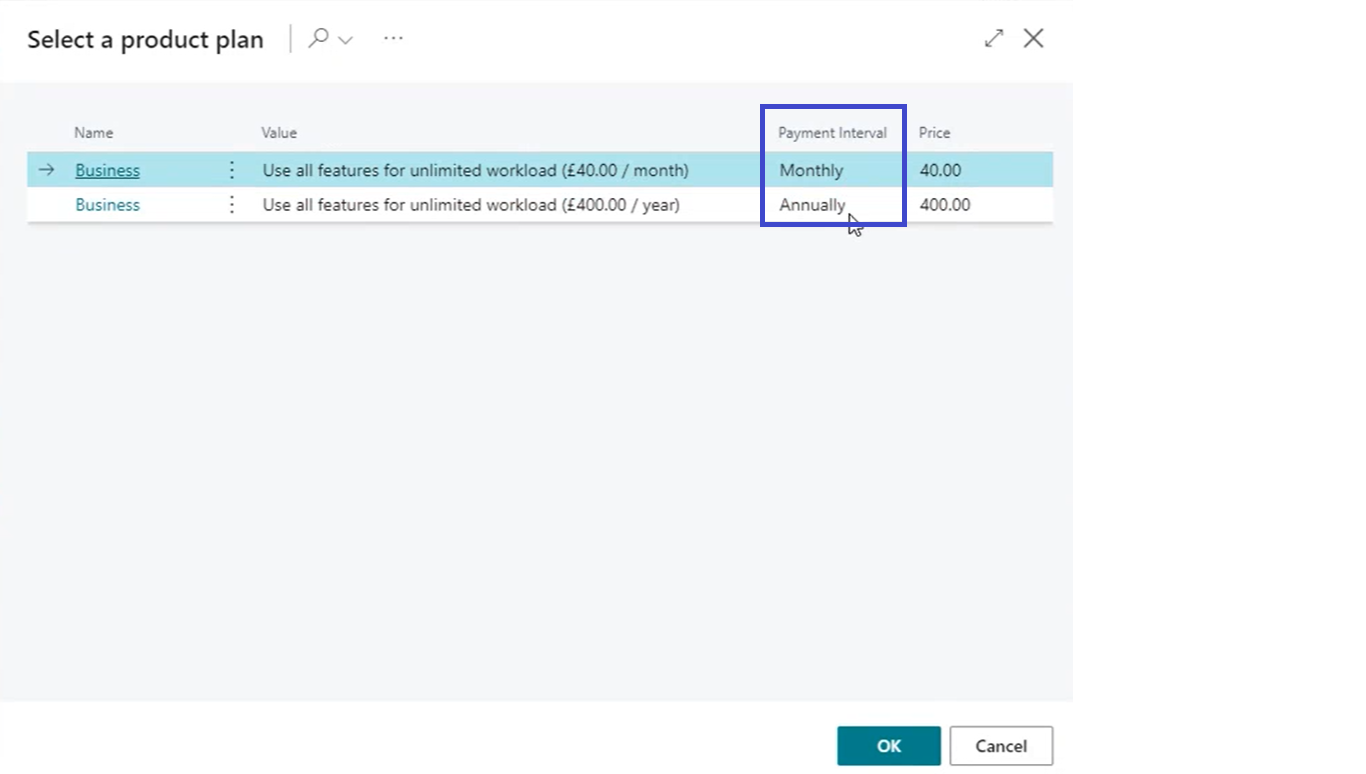 Select a product plan
Name Value Payment Interval Price
Business Use all features for unlimited workload (£40.00 / month) Monthly 40.00
Business Use all features for unlimited workload (£400.00 / year) Annually 400.00
OK Cancel